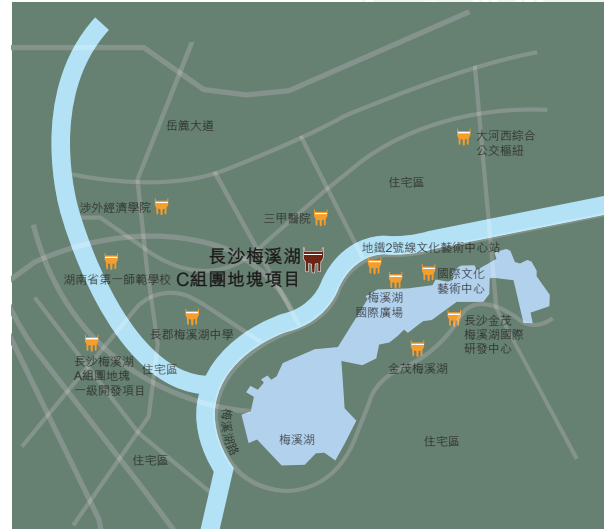 岳麓大道
大河西綜合
公交樞紐
住宅區
涉外經濟學院
三甲醫院
地鐵2號線文化藝術中心站
長沙梅溪湖
C組團地塊項目
湖南省第一師範學校
國際文化
藝術中心
梅溪湖
國際廣場
長郡梅溪湖中學
長沙金茂
梅溪湖國際
研發中心
長沙梅溪湖
A組團地塊
一級開發項目
住宅區
金茂梅溪湖
梅溪湖路
梅溪湖
住宅區
住宅區